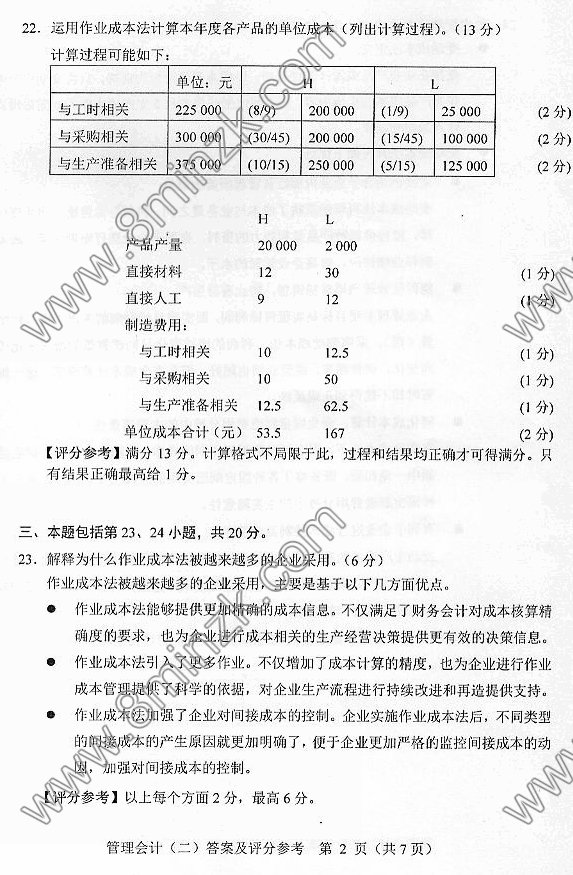 22. 运用作业成本法计算本年度各产品的单位成本（列出计算过程）。（13 分）
计算过程可能如下：
单位：元 H L
与工时相关 225 000 (8/9) 200 000 (1/9) 25 000 (2 分)
与采购相关 300 000 (30/45) 200 000 (15/45) 100 000 (2 分)
与生产准备相关 375 000 (10/15) 250 000 (5/15) 125 000 (2 分)
H L
产品产量 20 000 2 000
直接材料 12 30 (1 分)
直接人工 9 12 (1 分)
制造费用：
与工时相关 10 12.5 (1 分)
与采购相关 10 50 (1 分)
与生产准备相关 12.5 62.5 (1 分)
单位成本合计（元） 53.5 167 (2 分)
【评分参考】满分 13 分。计算格式不局限于此，过程和结果均正确才可得满分。只
有结果正确最高给 1 分。
三、本题包括第 23、24 小题，共 20 分。
23. 解释为什么作业成本法被越来越多的企业采用。（6 分）
作业成本法被越来越多的企业采用，主要是基于以下几方面优点。
● 作业成本法能够提供更加精确的成本信息。不仅满足了财务会计对成本核算精
确度的要求，也为企业进行成本相关的生产经营决策提供更有效的决策信息。
● 作业成本法引入了更多作业。不仅增加了成本计算的精度，也为企业进行作业
成本管理提供了科学的依据，对企业生产流程进行持续改进和再造提供支持。
● 作业成本法加强了企业对间接成本的控制。企业实施作业成本法后，不同类型
的间接成本的产生原因就更加明确了，便于企业更加严格的监控间接成本的动
因，加强对间接成本的控制。
【评分参考】以上每个方面 2 分，最高 6 分。
管理会计（二）答案及评分参考 第 2 页（共 7 页）
www.8minzk.com
www.8minzk.com